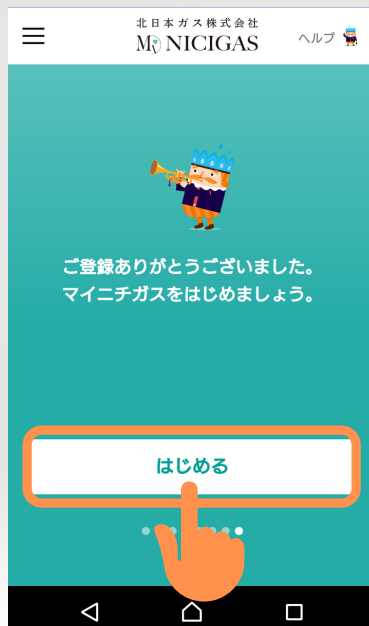 北日本ガス株式会社
My NICIGAS
ヘルプ
ご登録ありがとうございました。
マイニチガスをはじめましょう。
はじめる